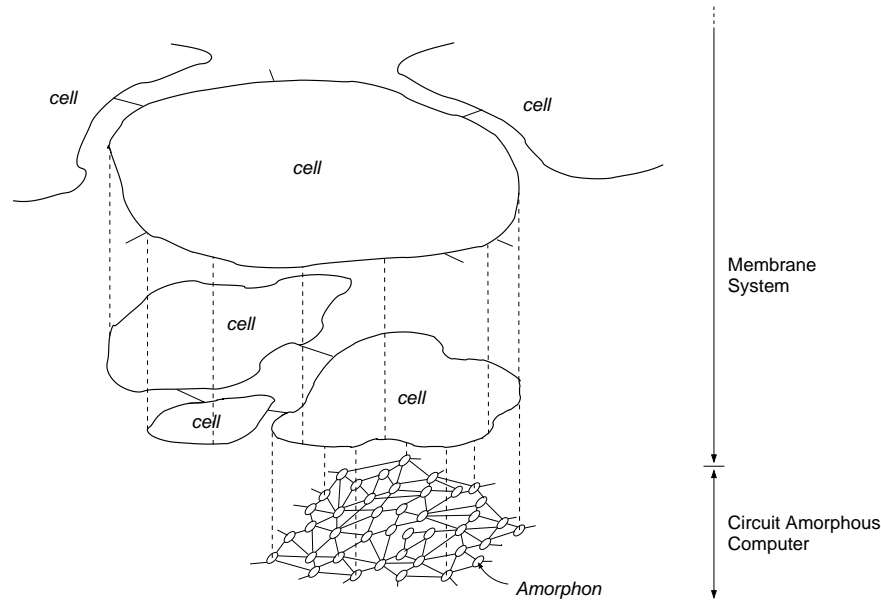 cell
cell
cell
Membrane
System
cell
cell
cell
Circuit Amorphous
Computer
Amorphon